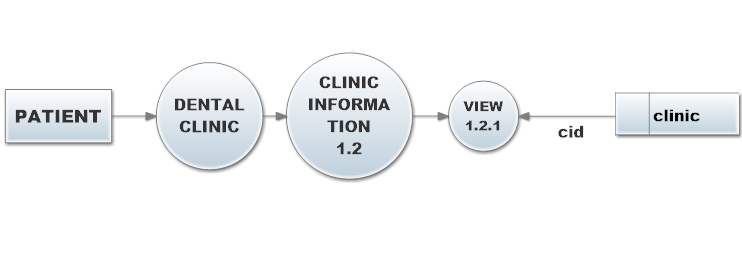 PATIENT
DENTAL
CLINIC
CLINIC
INFORMA
TION
1.2
VIEW
1.2.1
cid
clinic